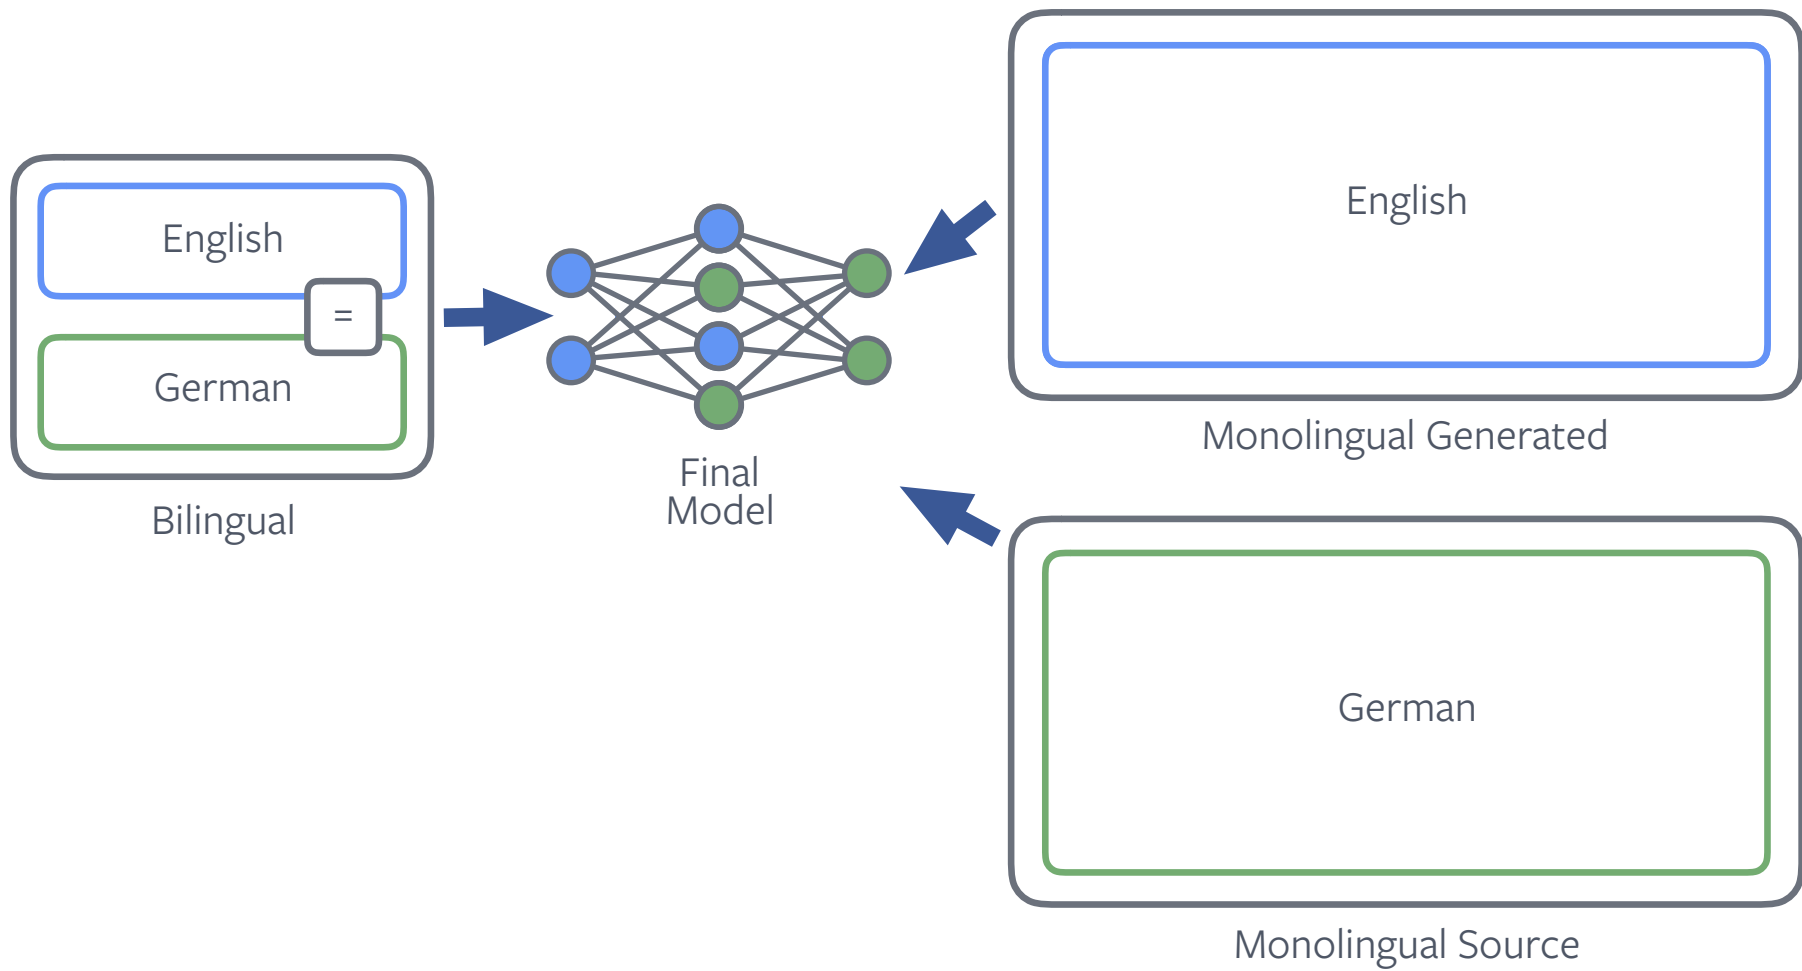 English
=
German
Bilingual
Final
Model
English
Monolingual Generated
German
Monolingual Source